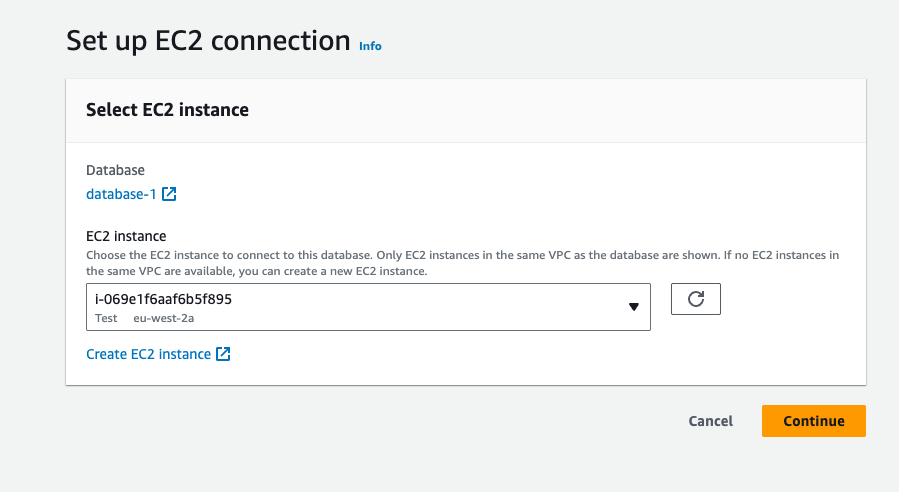 Set up EC2 connection Info
Select EC2 instance
Database
database-1
EC2 instance
Choose the EC2 instance to connect to this database. Only EC2 instances in the same VPC as the database are shown. If no EC2 instances in
the same VPC are available, you can create a new EC2 instance.
i-069e1f6aaf6b5f895
Test eu-west-2a
Create EC2 instance
Cancel Continue